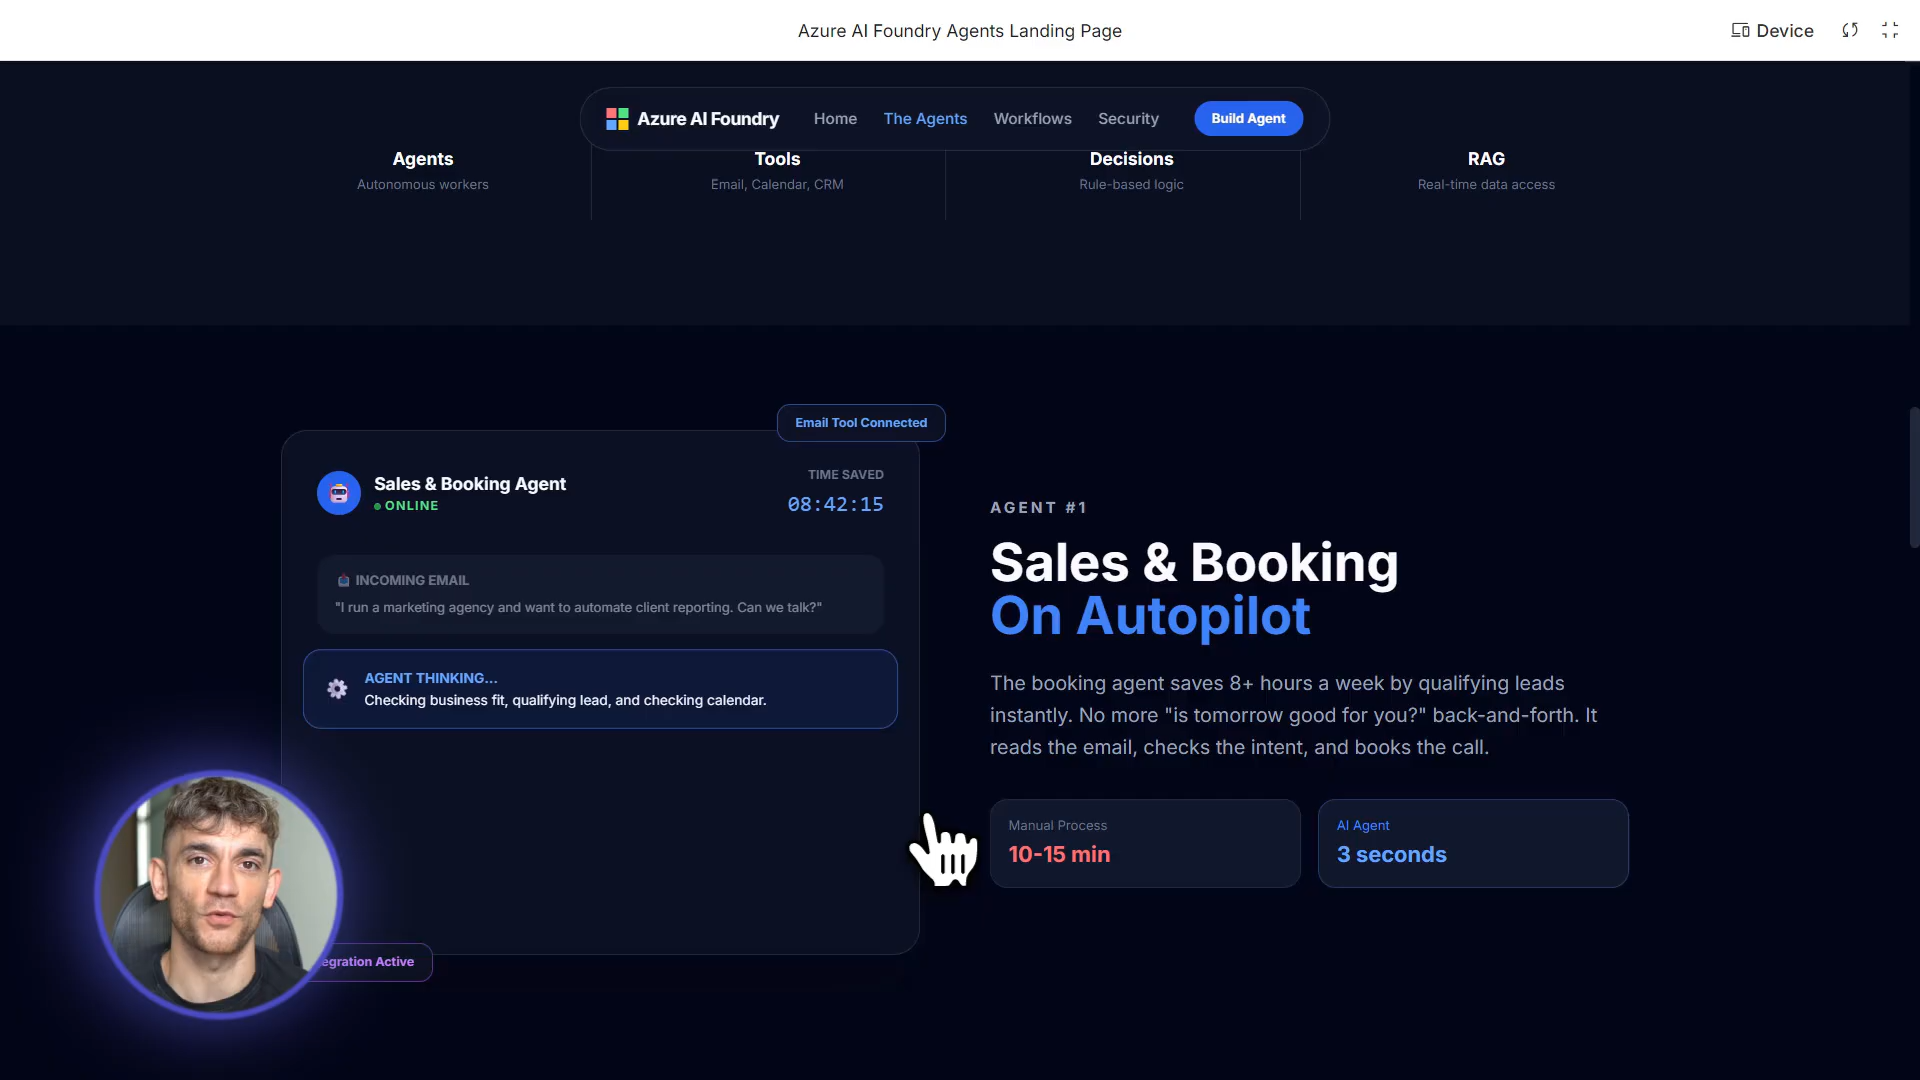 Azure AI Foundry Agents Landing Page
Device
Azure AI Foundry
Home
The Agents
Workflows
Security
Build Agent
Agents
Autonomous workers
Tools
Email, Calendar, CRM
Decisions
Rule-based logic
RAG
Real-time data access
Email Tool Connected
Sales & Booking Agent
ONLINE
TIME SAVED
08:42:15
INCOMING EMAIL
"I run a marketing agency and want to automate client reporting. Can we talk?"
AGENT THINKING...
Checking business fit, qualifying lead, and checking calendar.
Active
AGENT #1
Sales & Booking
On Autopilot
The booking agent saves 8+ hours a week by qualifying leads
instantly. No more "is tomorrow good for you?" back-and-forth. It
reads the email, checks the intent, and books the call.
Manual Process
10-15 min
AI Agent
3 seconds